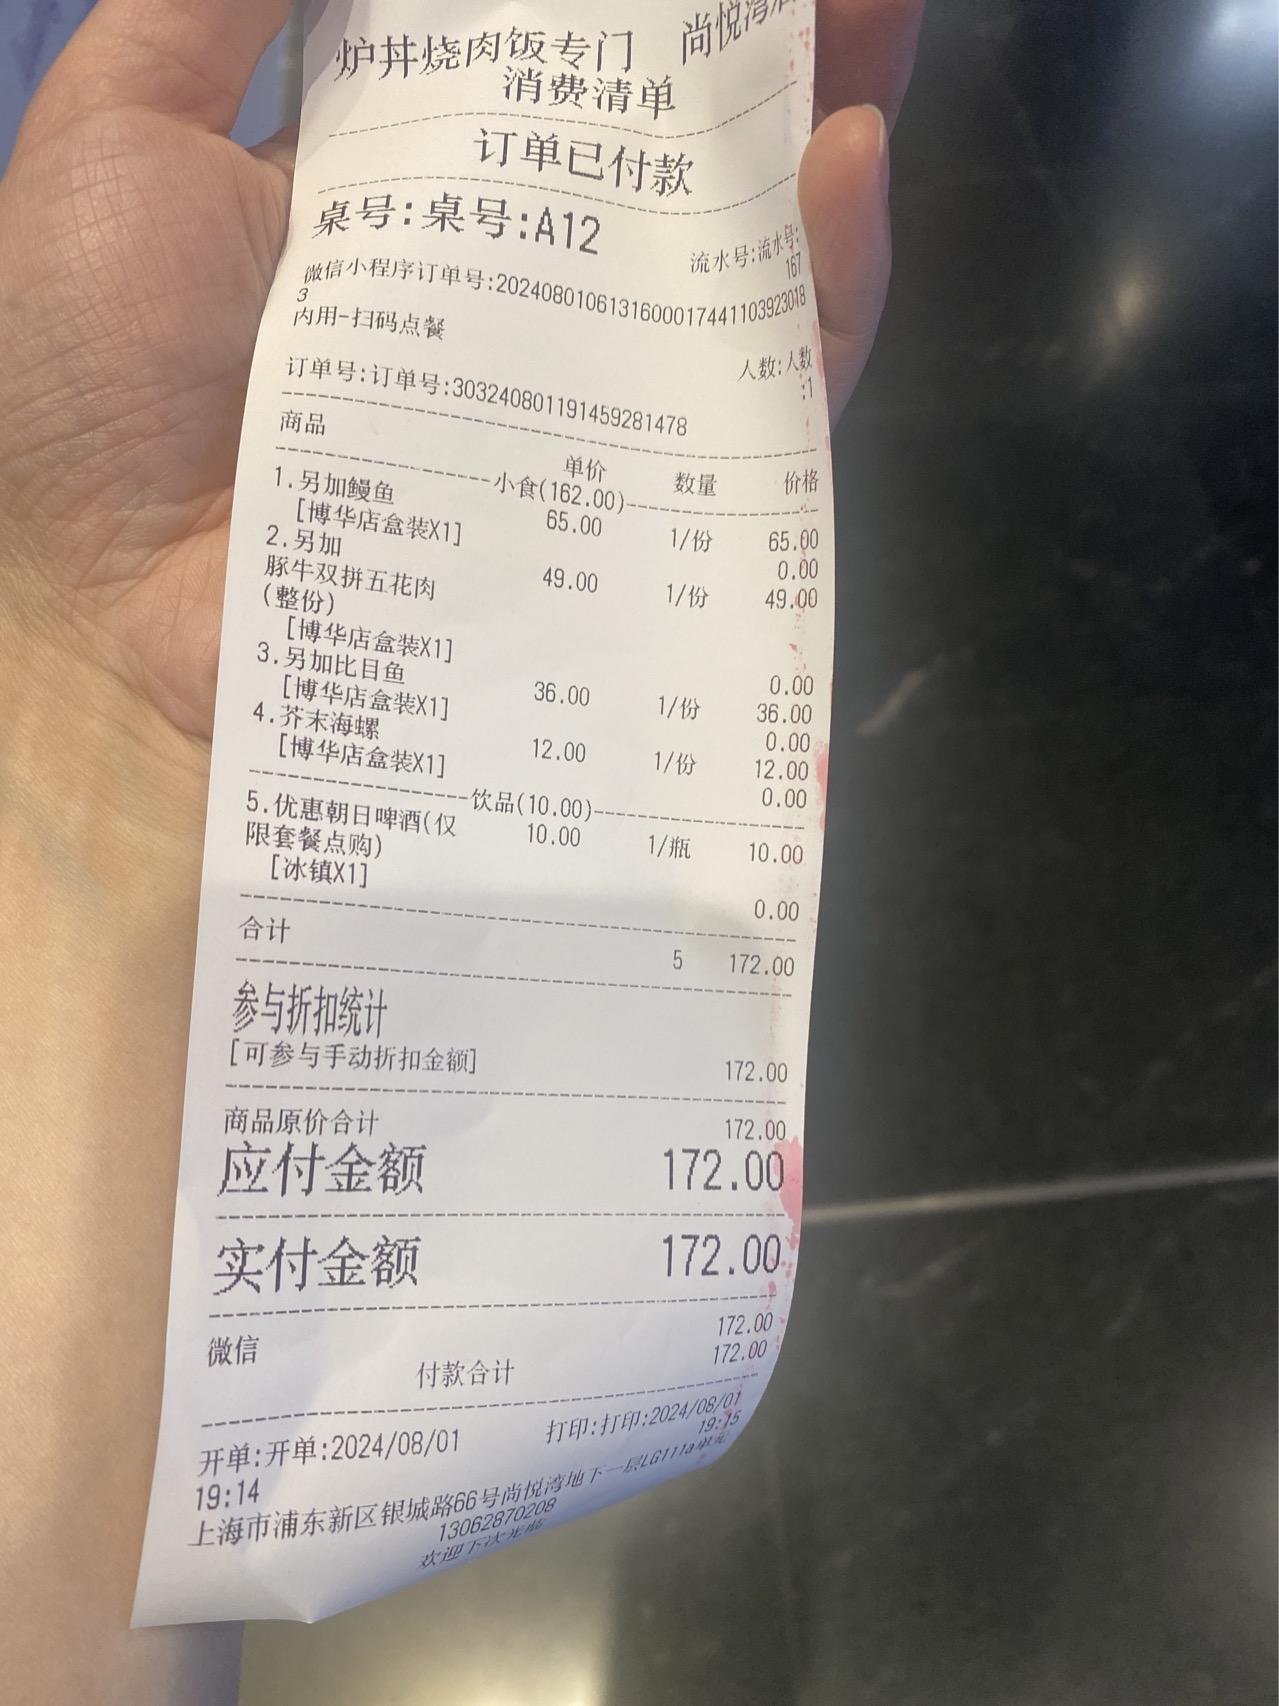 炉丼烧肉饭专门 尚悦湾店
消费清单
订单已付款
桌号:桌号:A12
流水号:流水号:
167
微信小程序订单号:2024080106131600017441103923018
3
内用-扫码点餐
人数:人数
:1
订单号:订单号:303240801191459281478
商品 单价 数量 价格
小食(162.00)
1.另加鳗鱼 65.00 1/份 65.00
[博华店盒装X1] 0.00
2.另加 49.00 1/份 49.00
豚牛双拼五花肉
(整份)
[博华店盒装X1] 0.00
3.另加比目鱼 36.00 1/份 36.00
[博华店盒装X1] 0.00
4.芥末海螺 12.00 1/份 12.00
[博华店盒装X1] 0.00
饮品(10.00)
5.优惠朝日啤酒(仅 10.00 1/瓶 10.00
限套餐点购)
[冰镇X1] 0.00
合计 5 172.00
参与折扣统计
[可参与手动折扣金额] 172.00
商品原价合计 172.00
应付金额 172.00
实付金额 172.00
微信 172.00
付款合计 172.00
开单:开单:2024/08/01 打印:打印:2024/08/01
19:14 19:15
上海市浦东新区银城路66号尚悦湾地下一层LG111a单元
13062870208
欢迎下次光临